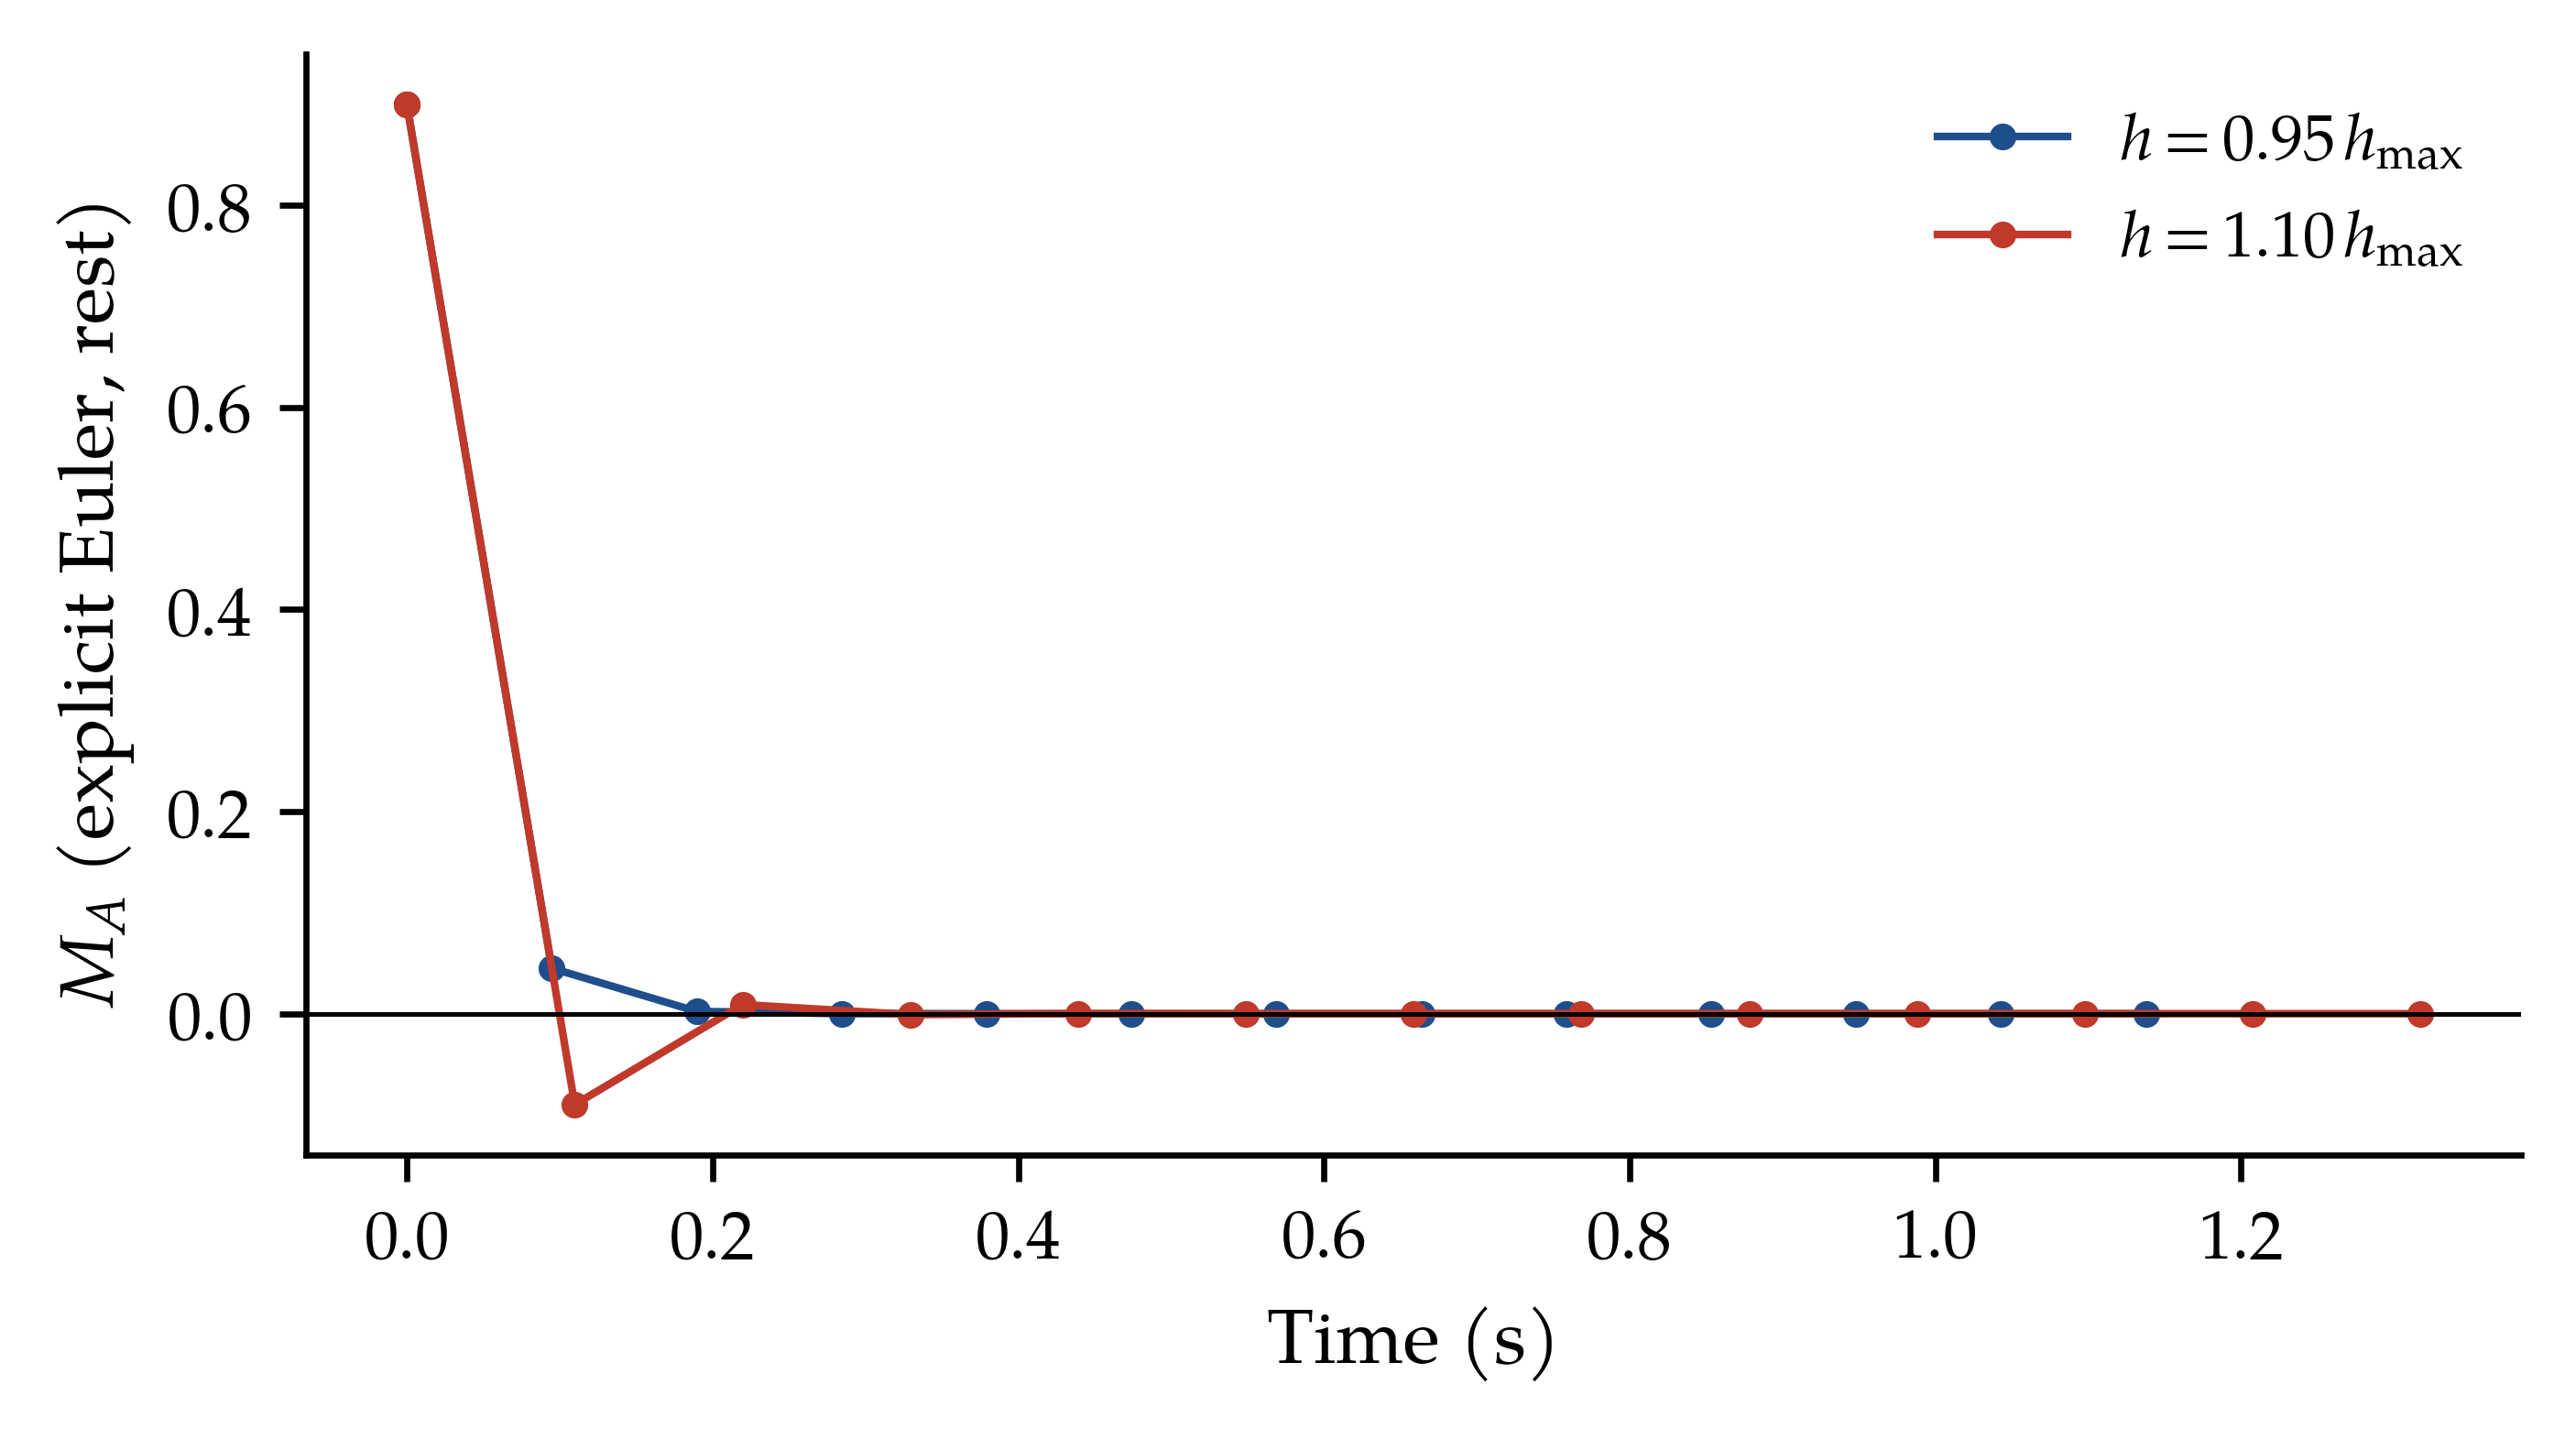 h = 0.95 h_max
h = 1.10 h_max
M_A (explicit Euler, rest)
0.8
0.6
0.4
0.2
0.0
0.0 0.2 0.4 0.6 0.8 1.0 1.2
Time (s)